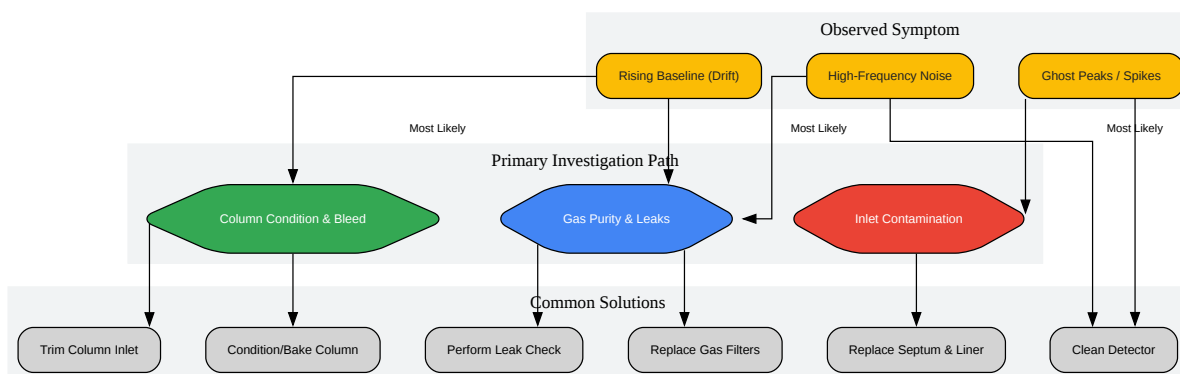 Observed Symptom
Rising Baseline (Drift)
High-Frequency Noise
Ghost Peaks / Spikes
Most Likely
Most Likely
Most Likely
Primary Investigation Path
Column Condition & Bleed
Gas Purity & Leaks
Inlet Contamination
Common Solutions
Trim Column Inlet
Condition/Bake Column
Perform Leak Check
Replace Gas Filters
Replace Septum & Liner
Clean Detector